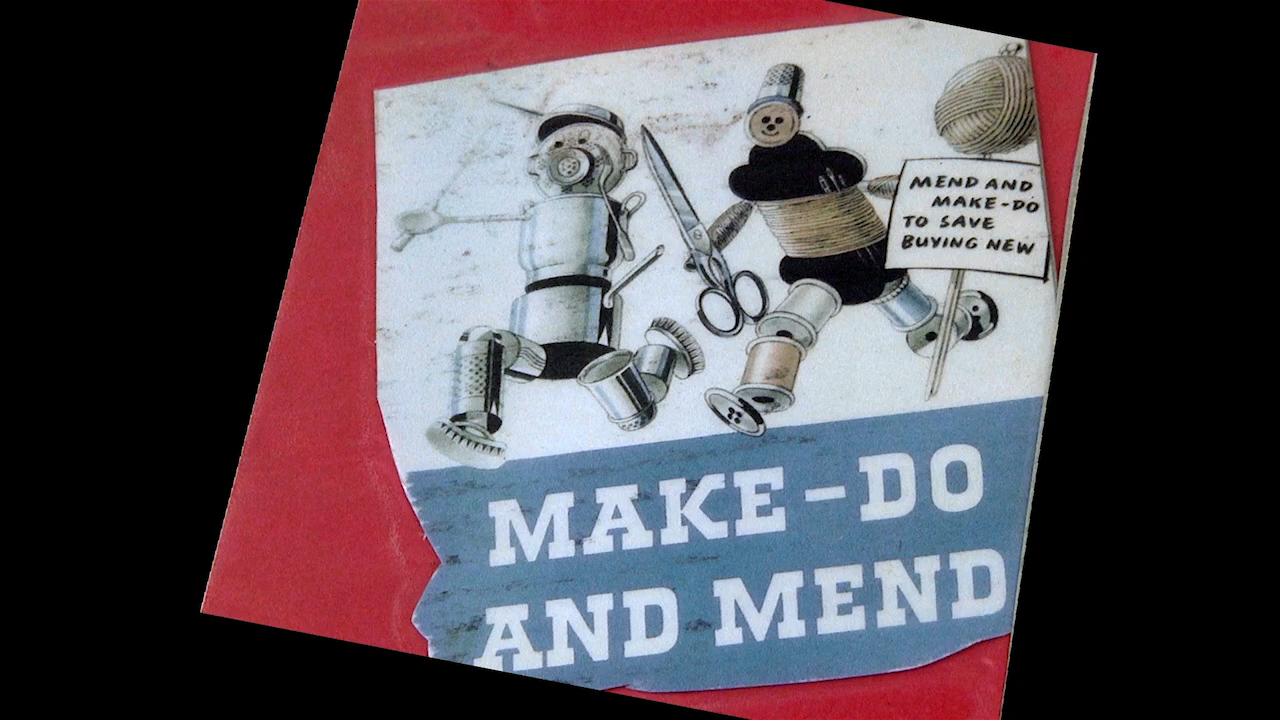 MEND AND
MAKE-DO
TO SAVE
BUYING NEW
MAKE-DO
AND MEND